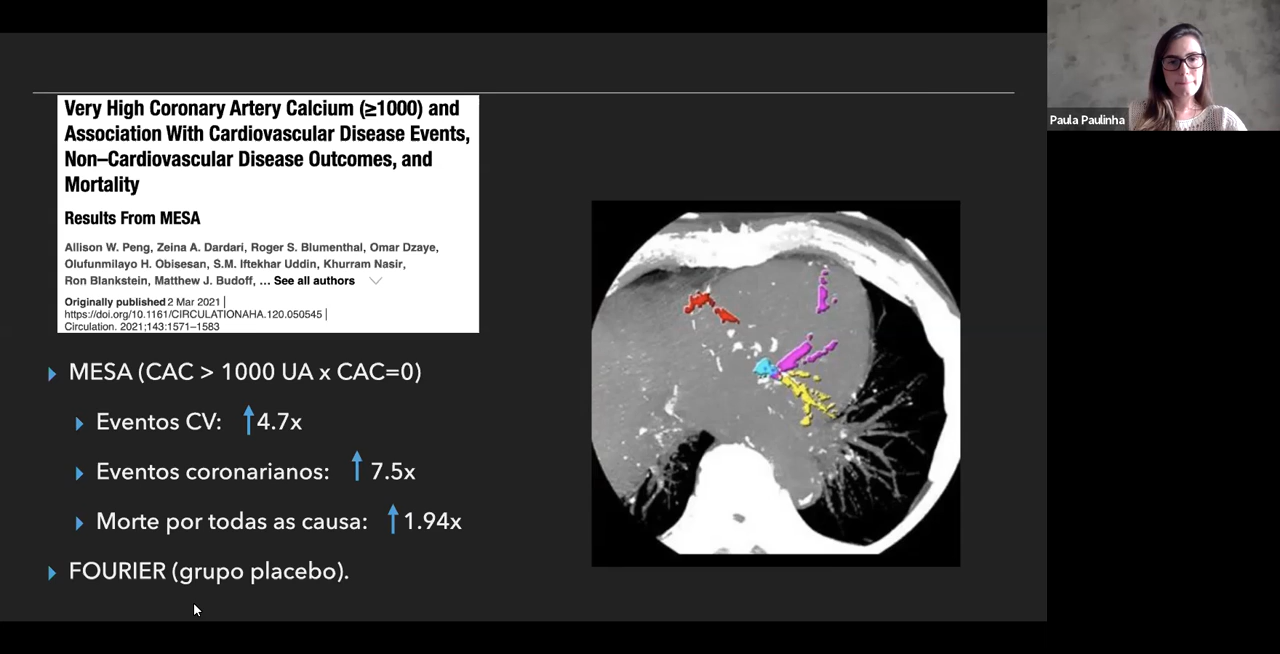 Very High Coronary Artery Calcium (≥1000) and
Association With Cardiovascular Disease Events,
Non–Cardiovascular Disease Outcomes, and
Mortality
Results From MESA
Allison W. Peng, Zeina A. Dardari, Roger S. Blumenthal, Omar Dzaye,
Olufunmilayo H. Obisesan, S.M. Iftekhar Uddin, Khurram Nasir,
Ron Blankstein, Matthew J. Budoff, ... See all authors
Originally published 2 Mar 2021 |
https://doi.org/10.1161/CIRCULATIONAHA.120.050545 |
Circulation. 2021;143:1571–1583
MESA (CAC > 1000 UA x CAC=0)
Eventos CV: ↑4.7x
Eventos coronarianos: ↑ 7.5x
Morte por todas as causa: ↑1.94x
FOURIER (grupo placebo).
Paula Paulinha